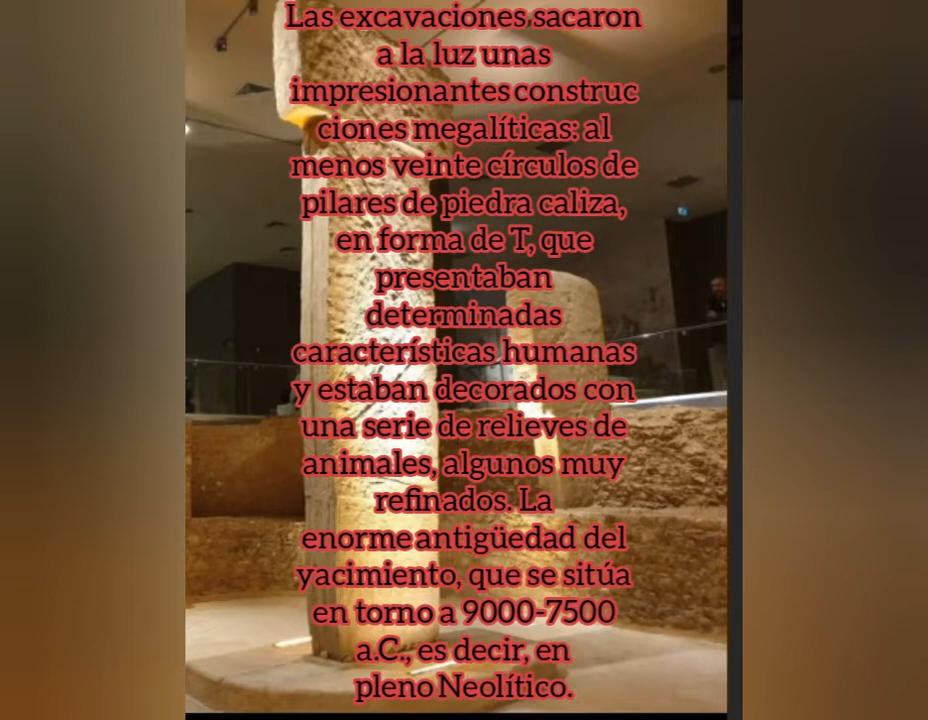 Las excavaciones sacaron
a la luz unas
impresionantes construc
ciones megalíticas: al
menos veinte círculos de
pilares de piedra caliza,
en forma de T, que
presentaban
determinadas
características humanas
y estaban decorados con
una serie de relieves de
animales, algunos muy
refinados. La
enorme antigüedad del
yacimiento, que se sitúa
en torno a 9000-7500
a.C., es decir, en
pleno Neolítico.